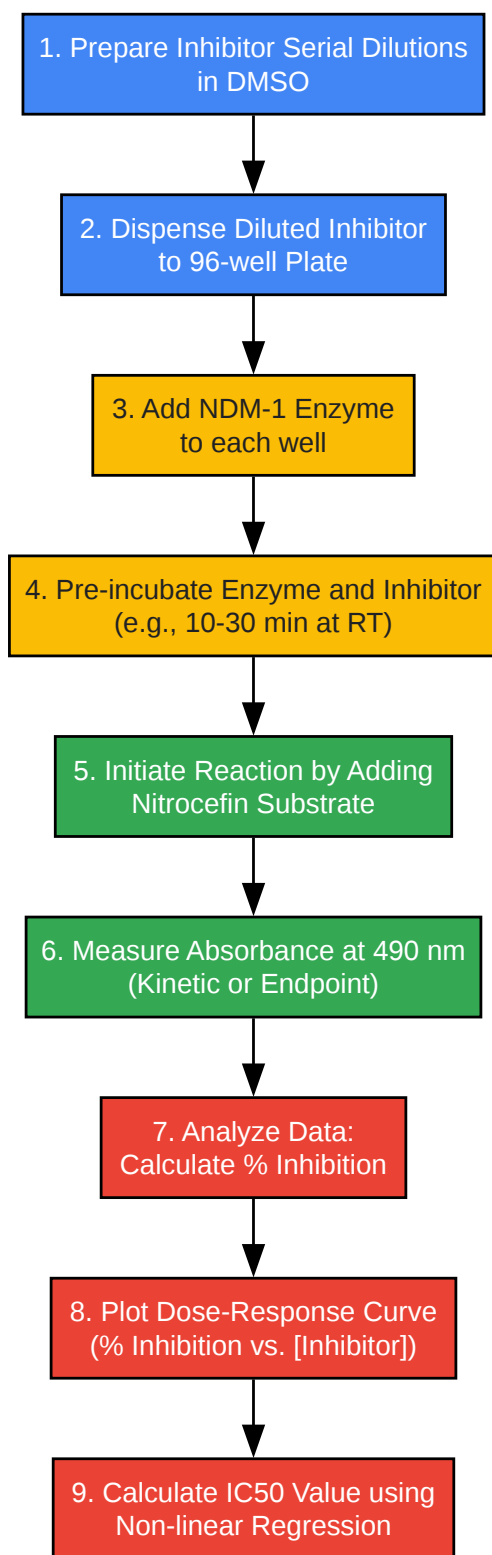 1. Prepare Inhibitor Serial Dilutions
in DMSO
2. Dispense Diluted Inhibitor
to 96-well Plate
3. Add NDM-1 Enzyme
to each well
4. Pre-incubate Enzyme and Inhibitor
(e.g., 10-30 min at RT)
5. Initiate Reaction by Adding
Nitrocefin Substrate
6. Measure Absorbance at 490 nm
(Kinetic or Endpoint)
7. Analyze Data:
Calculate % Inhibition
8. Plot Dose-Response Curve
(% Inhibition vs. [Inhibitor])
9. Calculate IC50 Value using
Non-linear Regression